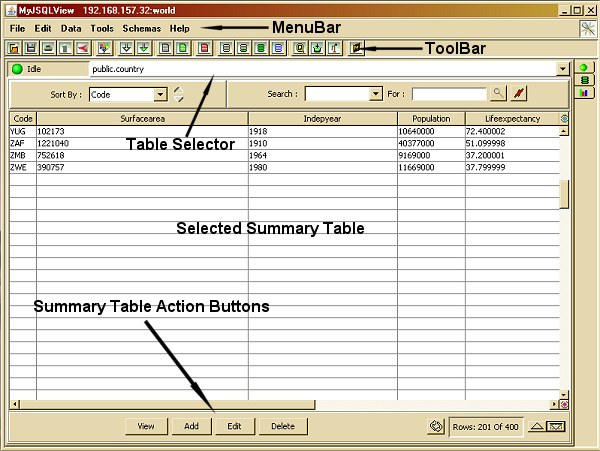 MyJSQLView 192.168.157.32:world
File Edit Data Tools Schemas Help
MenuBar
ToolBar
Idle public.country
Sort By : Code Search : For :
Table Selector
Code Surfacearea Indepyear Population Lifeexpectancy
YUG 102173 1918 10640000 72.400002
ZAF 1221040 1910 40377000 51.099998
ZMB 752618 1964 9169000 37.200001
ZWE 390757 1980 11669000 37.799999
Selected Summary Table
Summary Table Action Buttons
View Add Edit Delete Rows: 201 Of 400